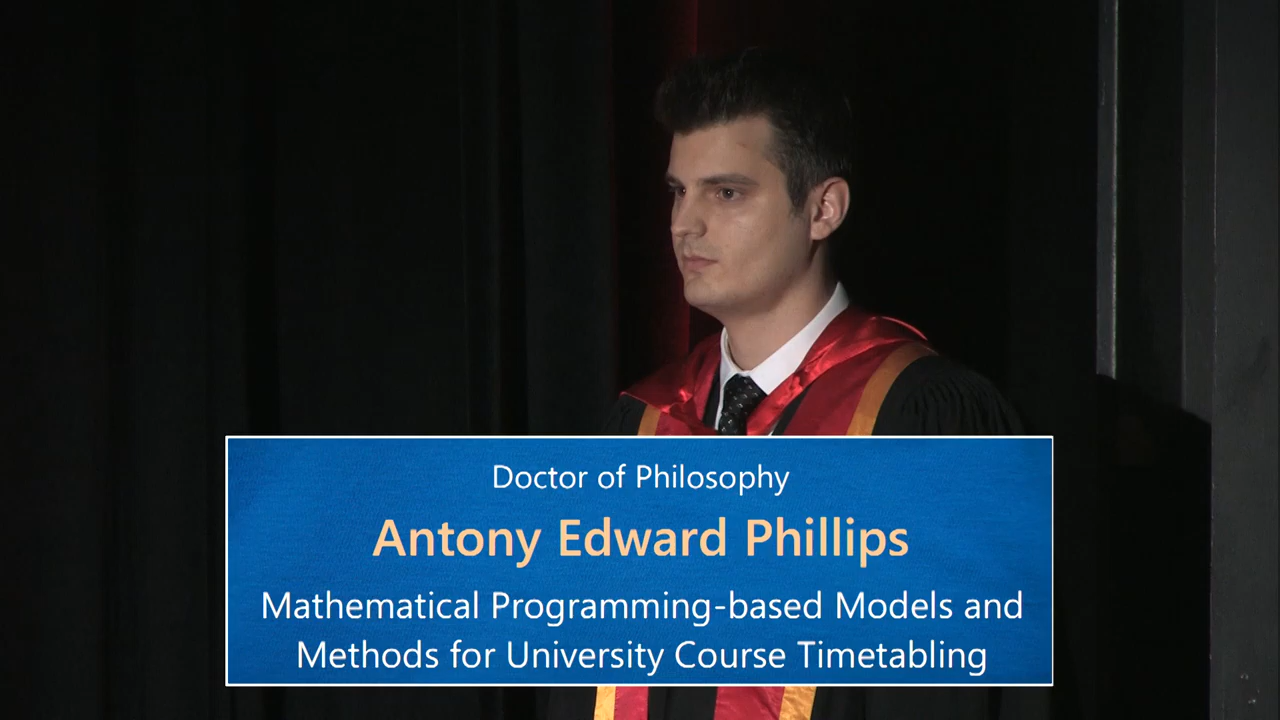 Doctor of Philosophy
Antony Edward Phillips
Mathematical Programming-based Models and
Methods for University Course Timetabling